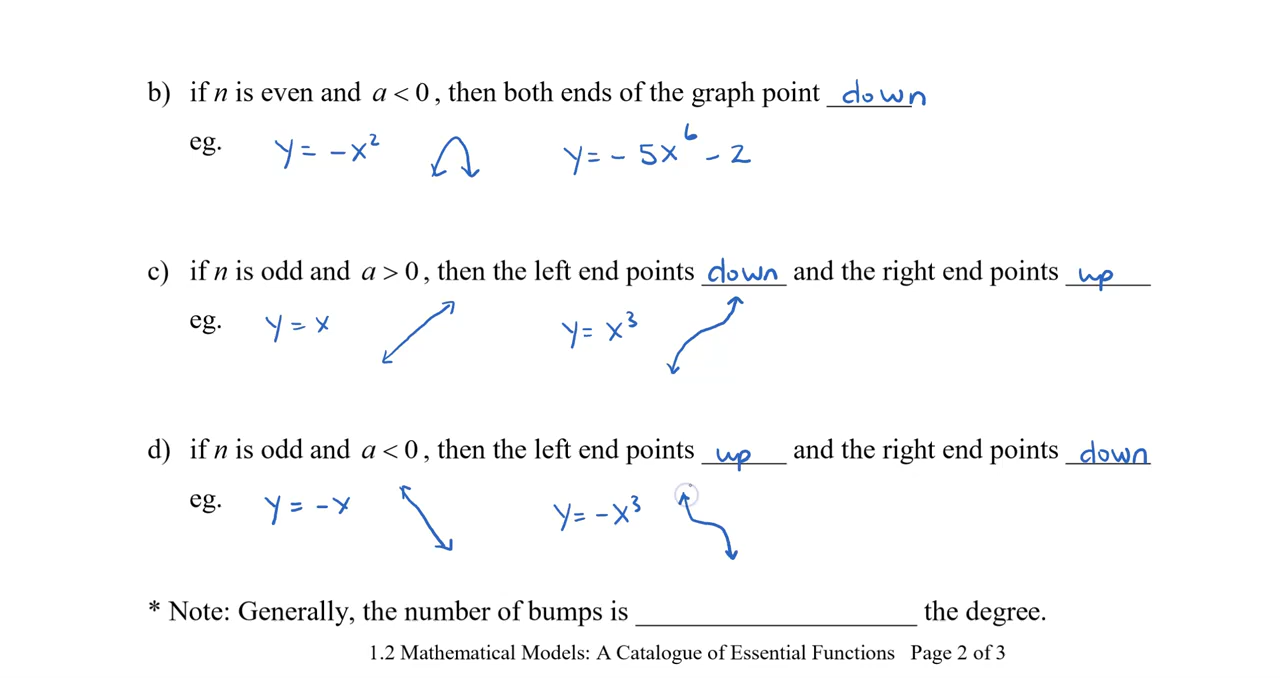 b) if n is even and a < 0, then both ends of the graph point down
eg. y = -x² y = -5x⁶ - 2
c) if n is odd and a > 0, then the left end points down and the right end points up
eg. y = x y = x³
d) if n is odd and a < 0, then the left end points up and the right end points down
eg. y = -x y = -x³
* Note: Generally, the number of bumps is ____________________ the degree.
1.2 Mathematical Models: A Catalogue of Essential Functions Page 2 of 3